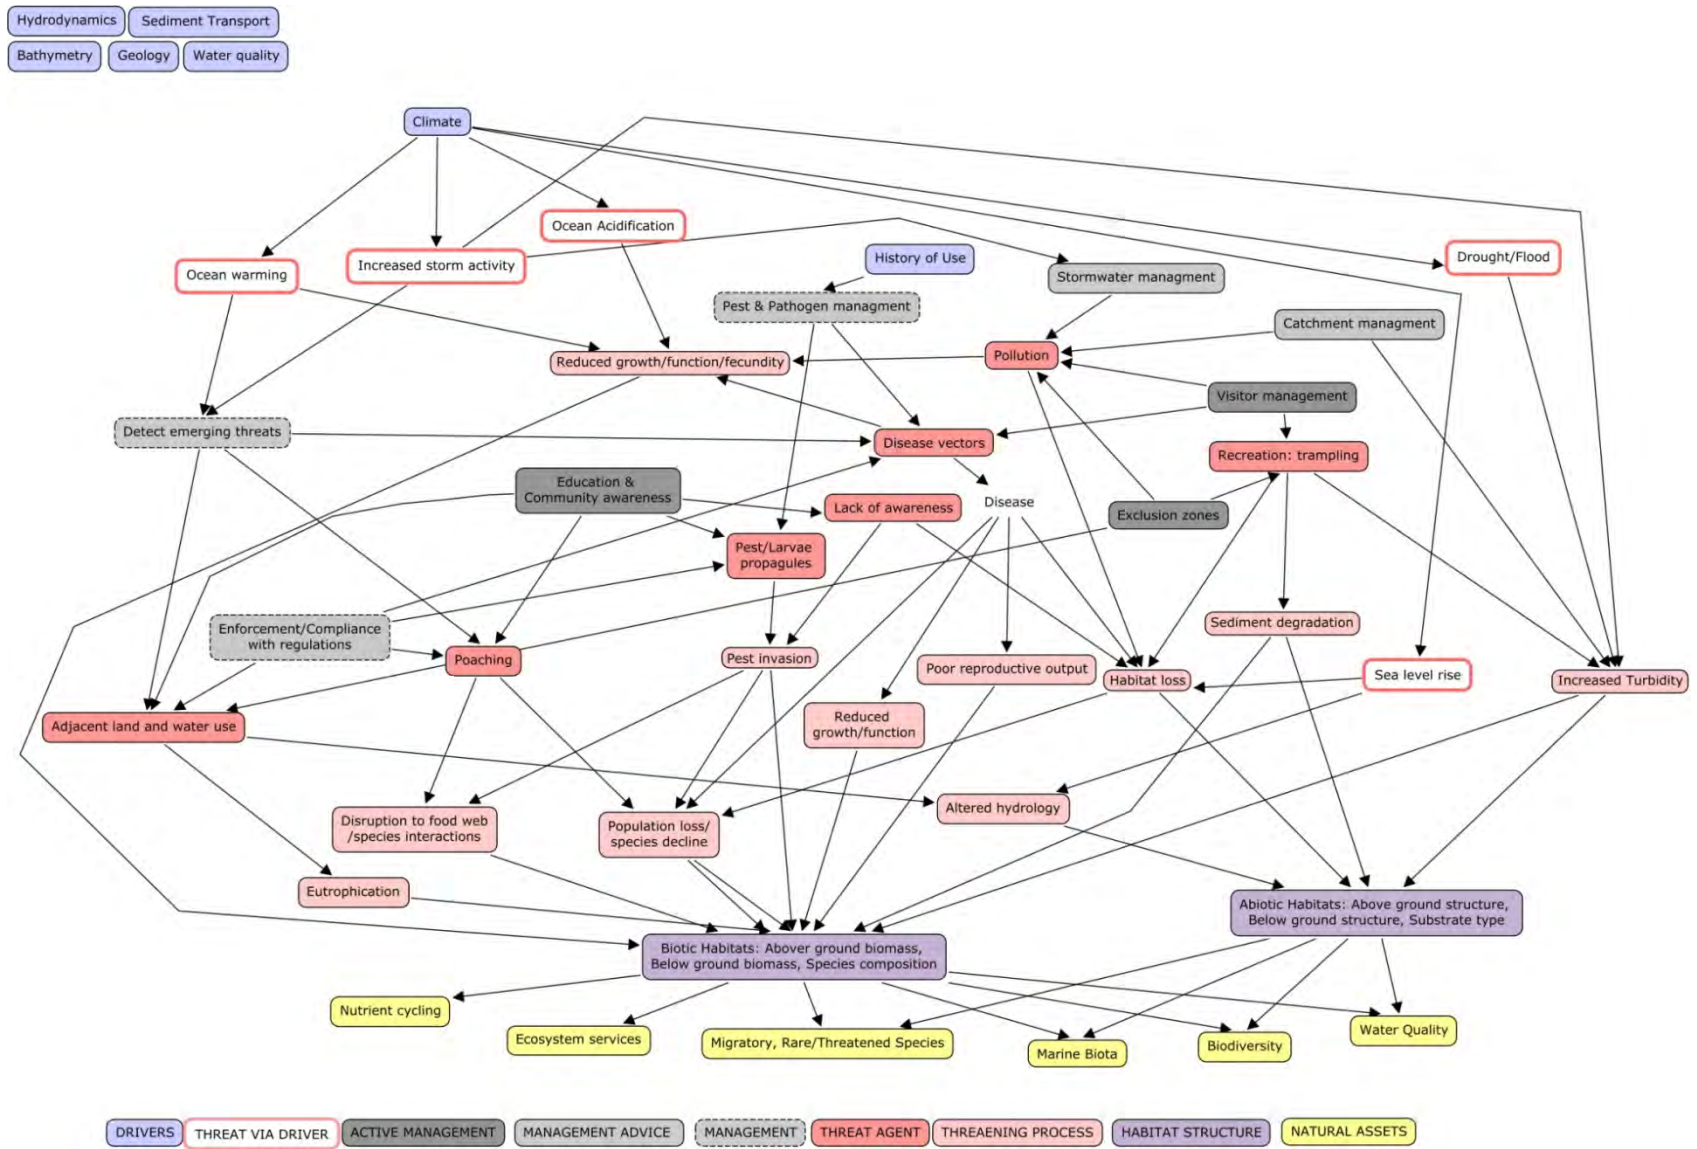 Hydrodynamics
Sediment Transport
Bathymetry
Geology
Water quality
Climate
Ocean Acidification
Ocean warming
Increased storm activity
History of Use
Drought/Flood
Stormwater managment
Pest & Pathogen managment
Catchment managment
Reduced growth/function/fecundity
Pollution
Visitor management
Detect emerging threats
Disease vectors
Recreation: trampling
Education &
Community awareness
Lack of awareness
Disease
Exclusion zones
Pest/Larvae
propagules
Enforcement/Compliance
with regulations
Poaching
Pest invasion
Poor reproductive output
Habitat loss
Sediment degradation
Sea level rise
Increased Turbidity
Adjacent land and water use
Reduced
growth/function
Disruption to food web
/species interactions
Population loss/
species decline
Altered hydrology
Eutrophication
Abiotic Habitats: Above ground structure,
Below ground structure, Substrate type
Biotic Habitats: Abover ground biomass,
Below ground biomass, Species composition
Nutrient cycling
Ecosystem services
Migratory, Rare/Threatened Species
Marine Biota
Biodiversity
Water Quality
DRIVERS
THREAT VIA DRIVER
ACTIVE MANAGEMENT
MANAGEMENT ADVICE
MANAGEMENT
THREAT AGENT
THREAENING PROCESS
HABITAT STRUCTURE
NATURAL ASSETS